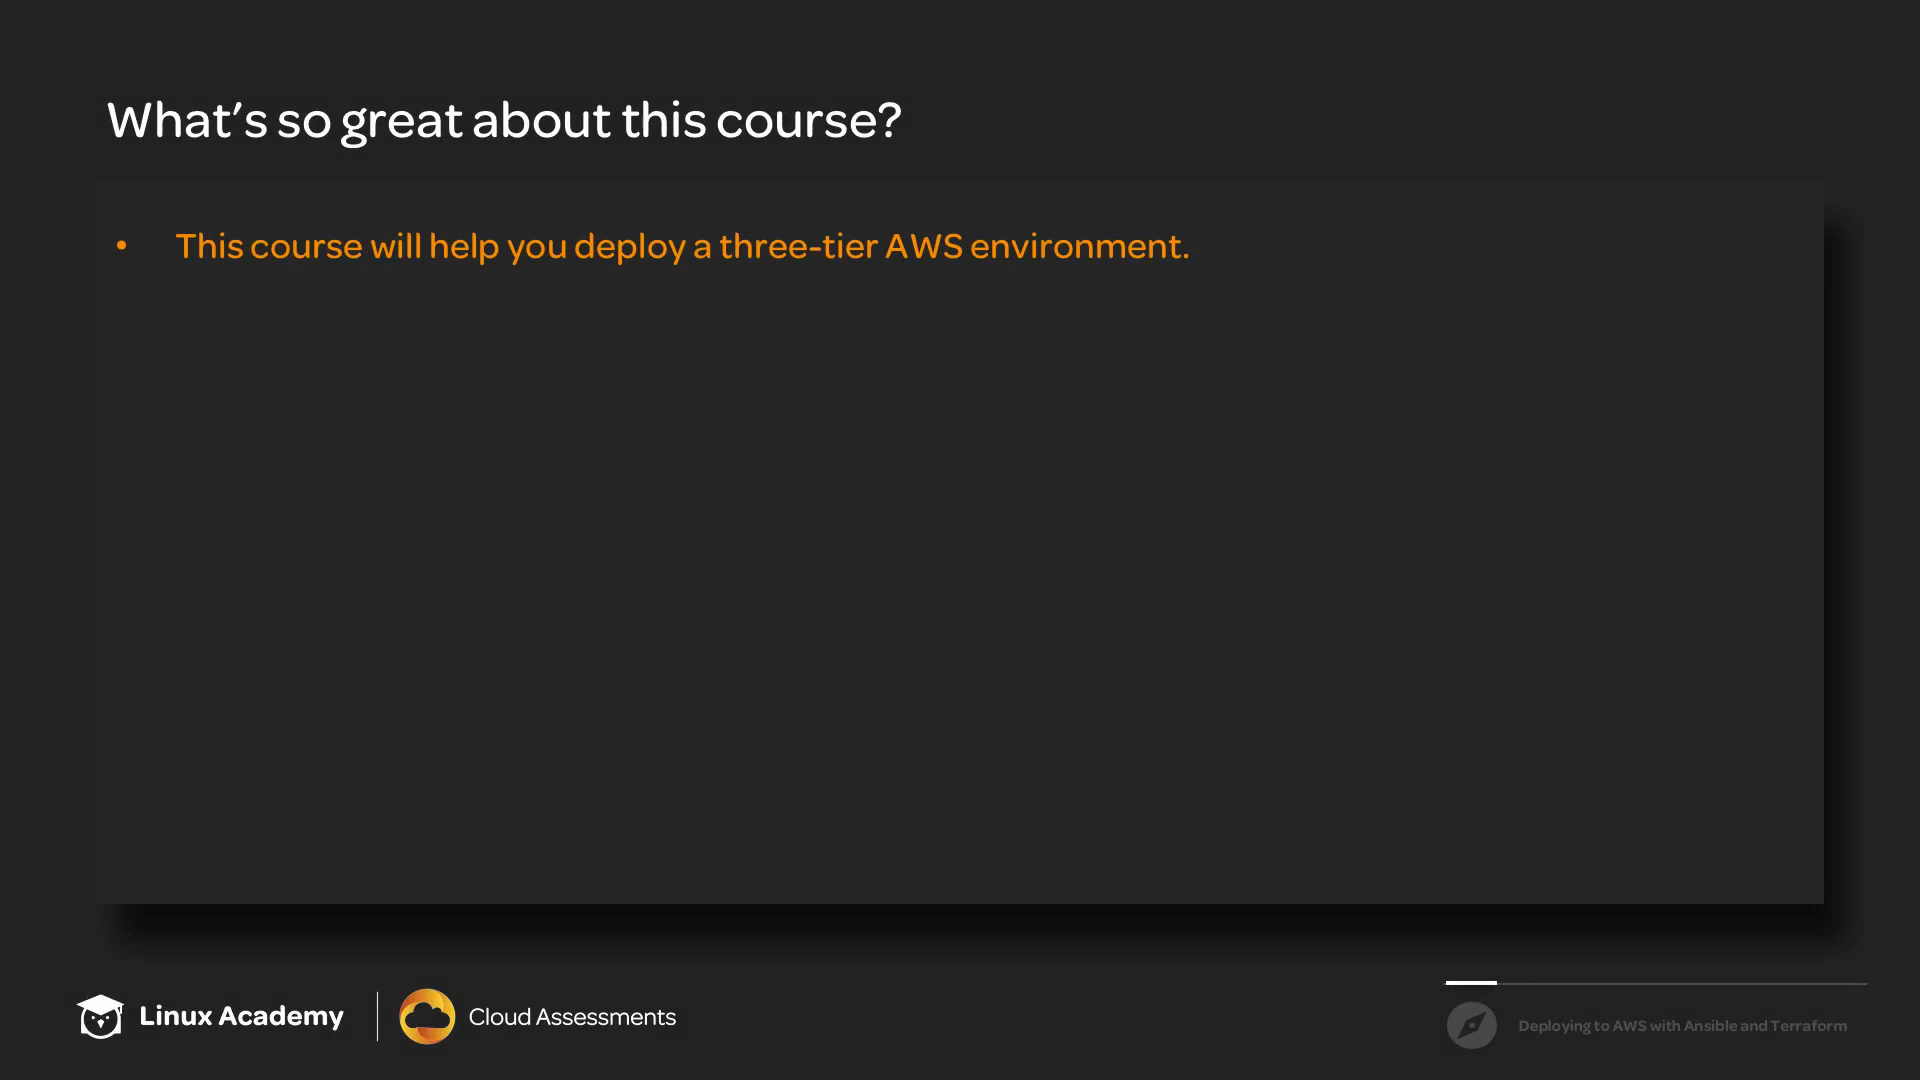 What's so great about this course?
• This course will help you deploy a three-tier AWS environment.
Linux Academy
Cloud Assessments
Deploying to AWS with Ansible and Terraform